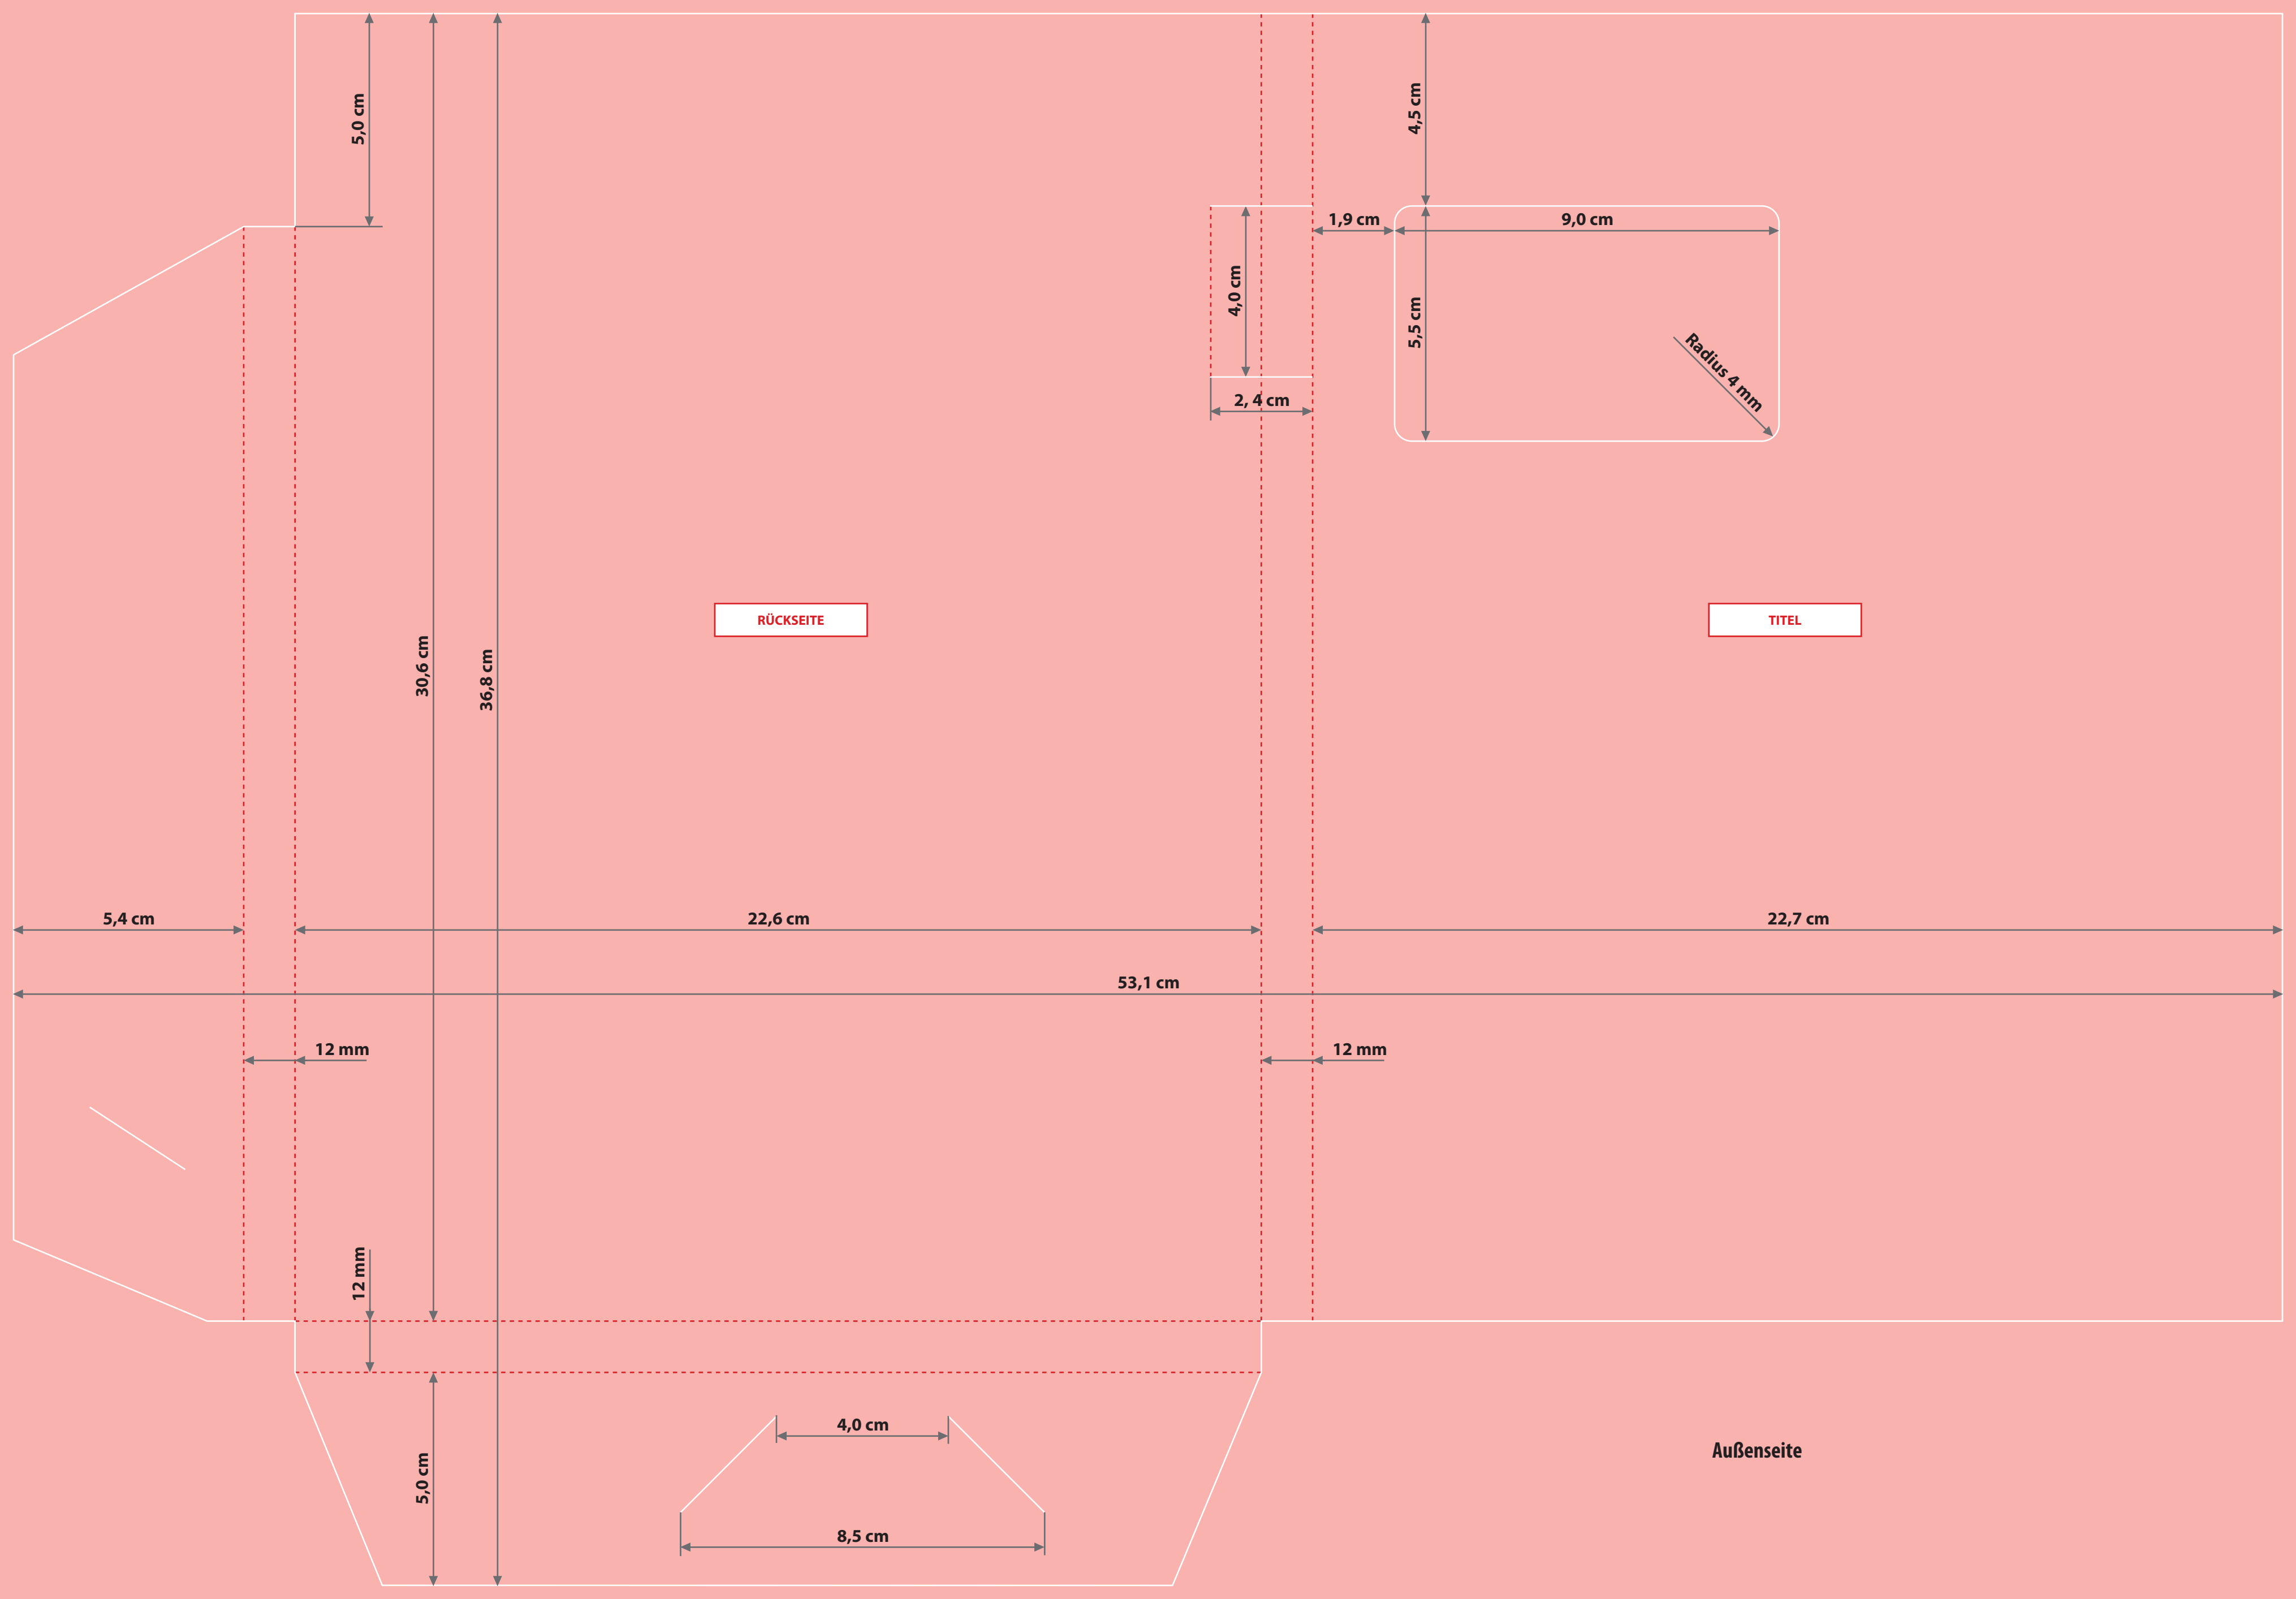 5,0 cm
4,5 cm
1,9 cm
9,0 cm
4,0 cm
5,5 cm
Radius 4 mm
2, 4 cm
RÜCKSEITE
TITEL
30,6 cm
36,8 cm
5,4 cm
22,6 cm
22,7 cm
53,1 cm
12 mm
12 mm
12 mm
4,0 cm
Außenseite
5,0 cm
8,5 cm